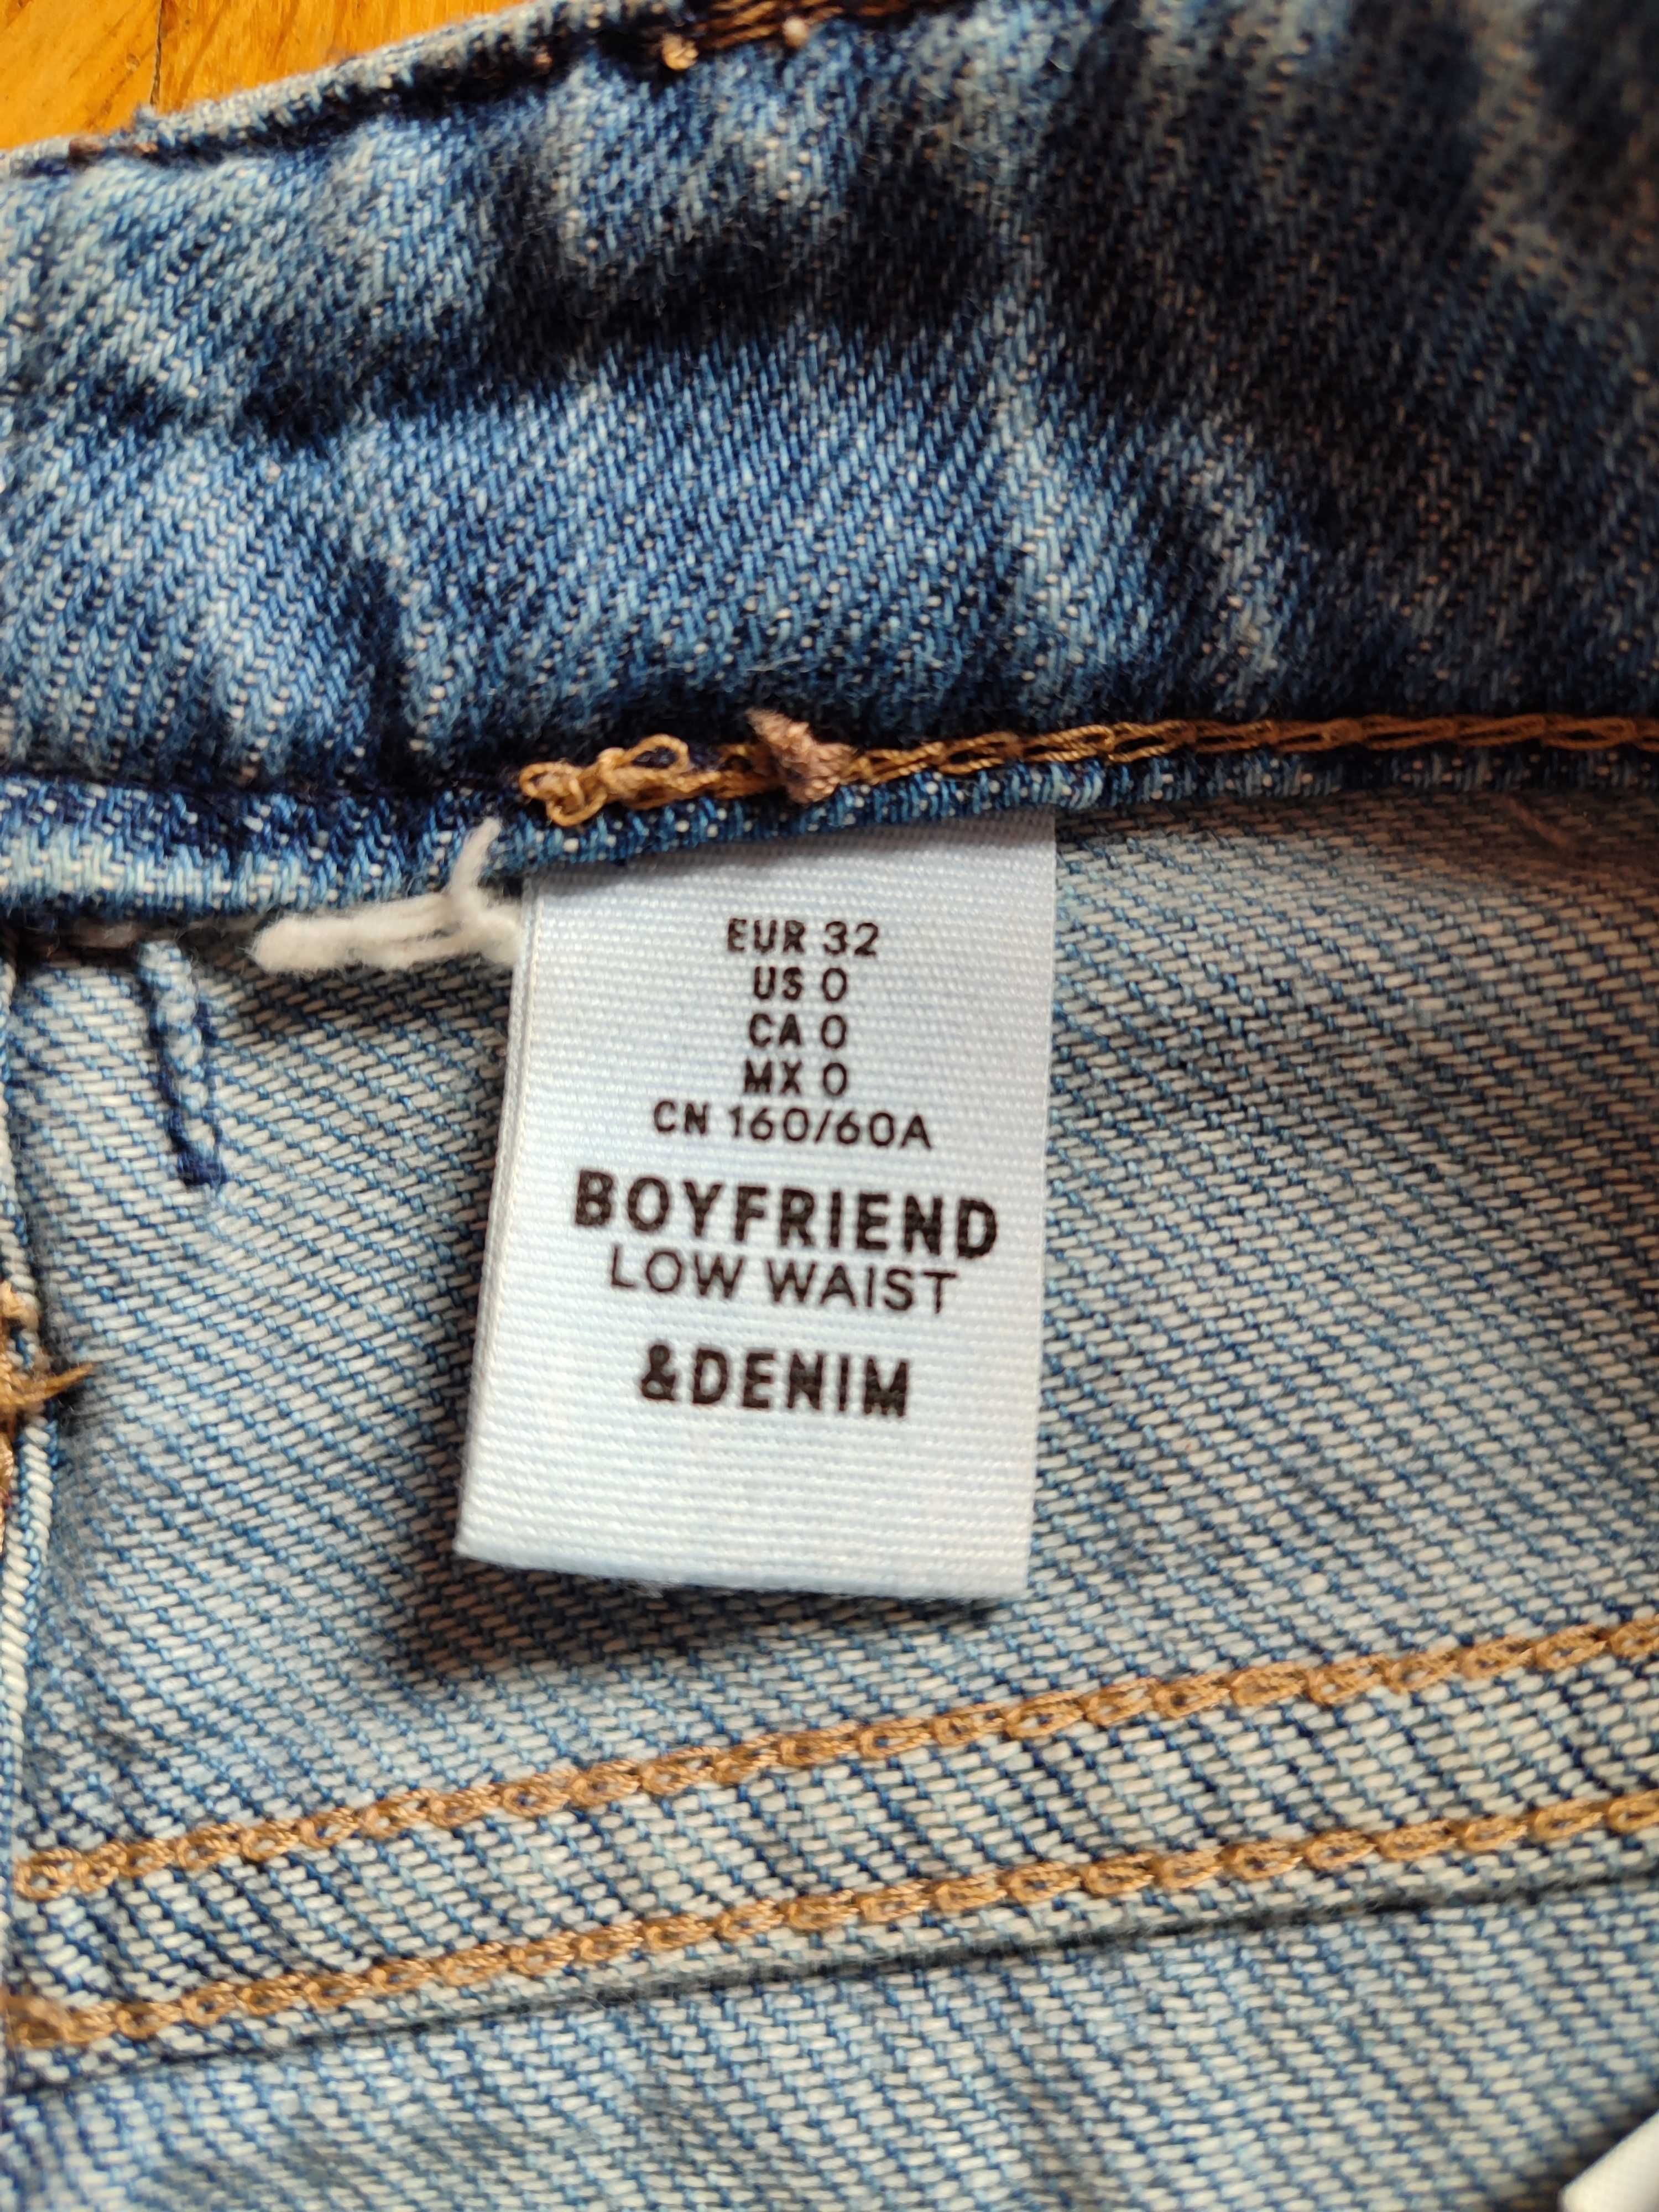 EUR 32
US 0
CA 0
MX 0
CN 160/60A
BOYFRIEND
LOW WAIST
&DENIM